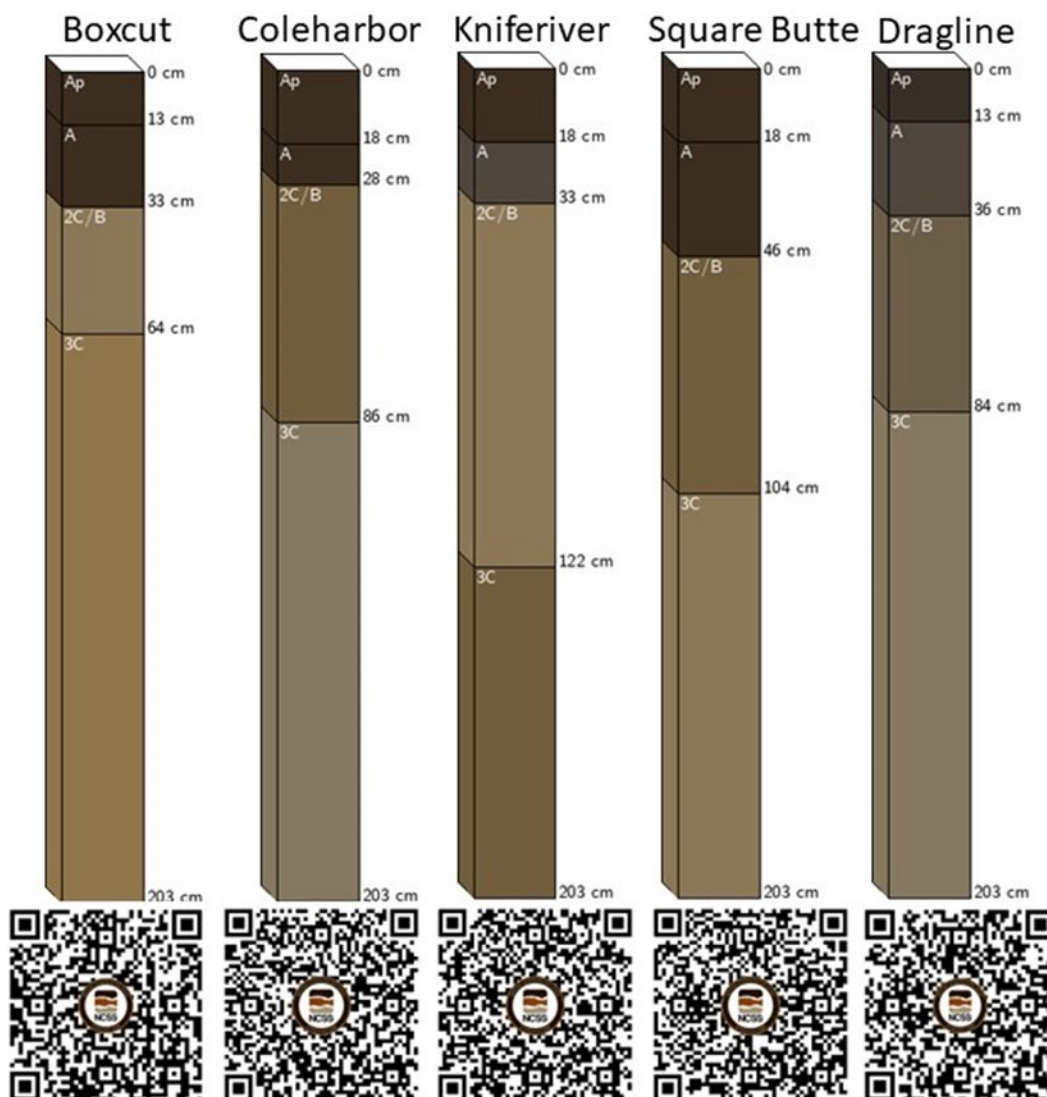 Boxcut
Coleharbor
Kniferiver
Square Butte
Dragline
Ap
0 cm
13 cm
A
33 cm
2C/B
64 cm
3C
203 cm
Ap
0 cm
18 cm
A
28 cm
2C/B
86 cm
3C
203 cm
Ap
0 cm
18 cm
A
33 cm
2C/B
122 cm
3C
203 cm
Ap
0 cm
18 cm
A
46 cm
2C/B
104 cm
3C
203 cm
Ap
0 cm
13 cm
A
36 cm
2C/B
84 cm
3C
203 cm
NCSS
NCSS
NCSS
NCSS
NCSS